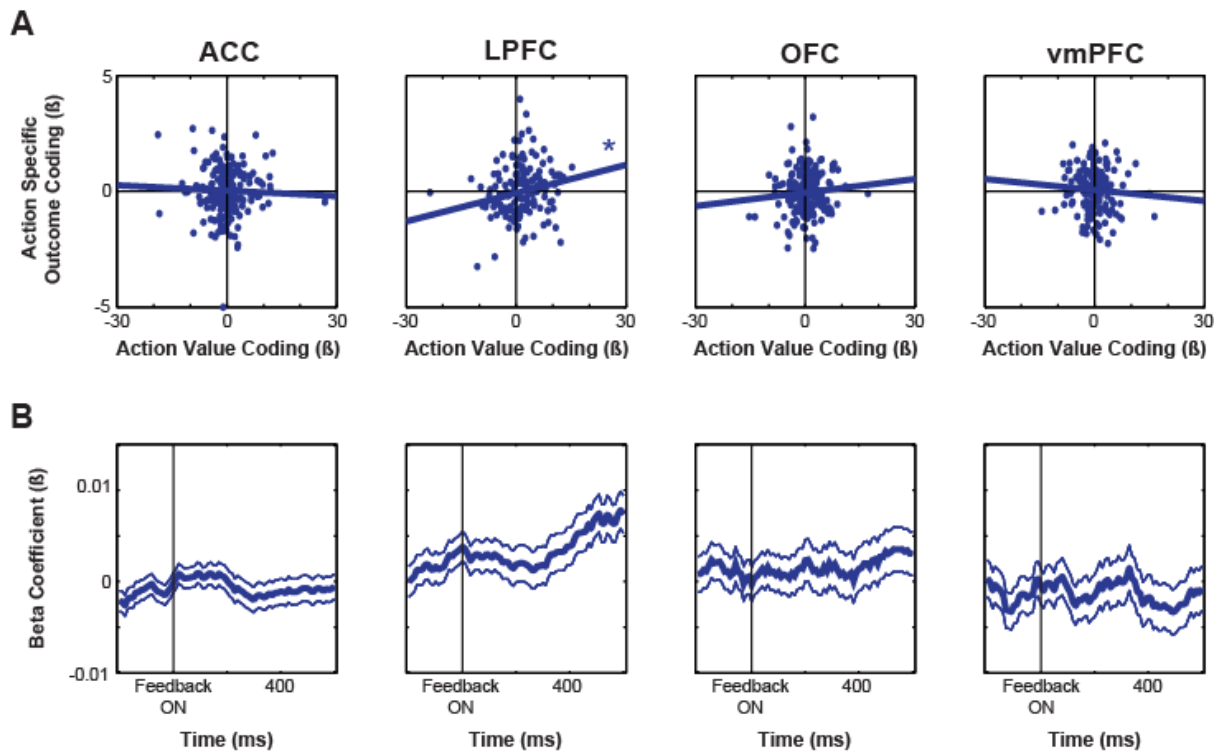 A
ACC
LPFC
OFC
vmPFC
Action Specific
Outcome Coding (ß)
5
0
-5
-30 0 30
-30 0 30
-30 0 30
-30 0 30
Action Value Coding (ß)
Action Value Coding (ß)
Action Value Coding (ß)
Action Value Coding (ß)
*
B
Beta Coefficient (ß)
0.01
0
-0.01
Feedback
ON
400
Feedback
ON
400
Feedback
ON
400
Feedback
ON
400
Time (ms)
Time (ms)
Time (ms)
Time (ms)